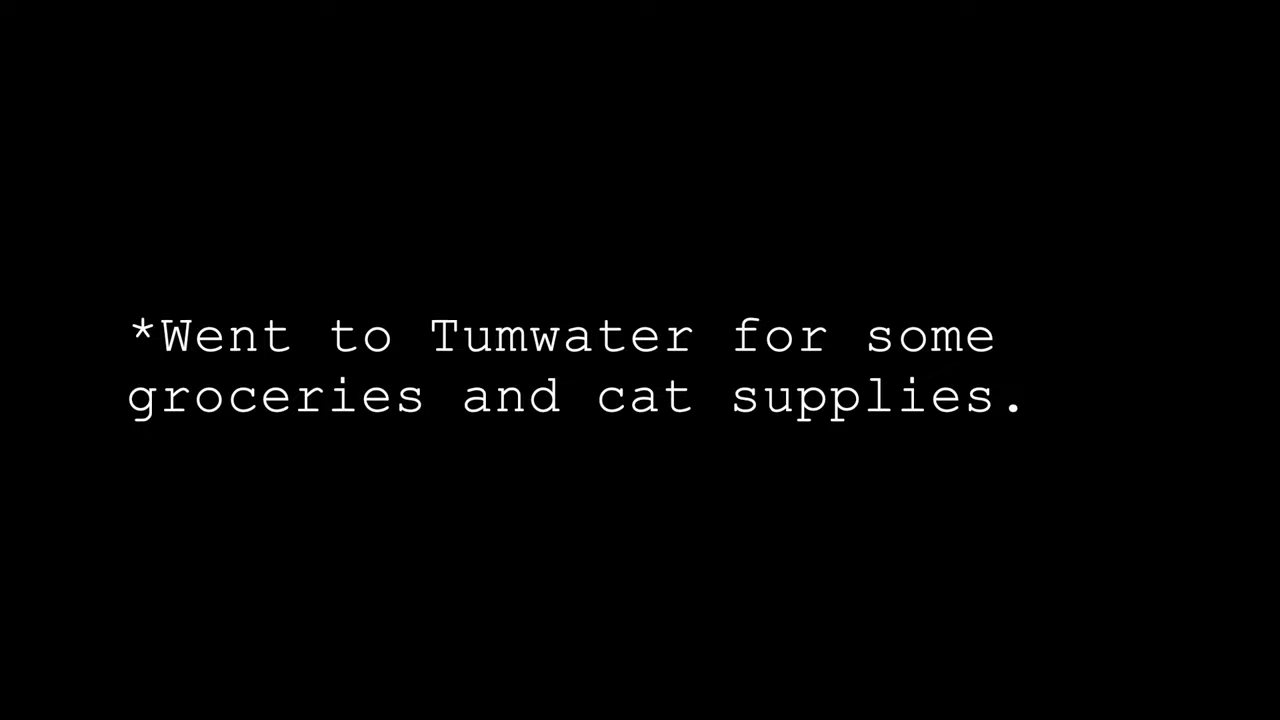 *Went to Tumwater for some
groceries and cat supplies.